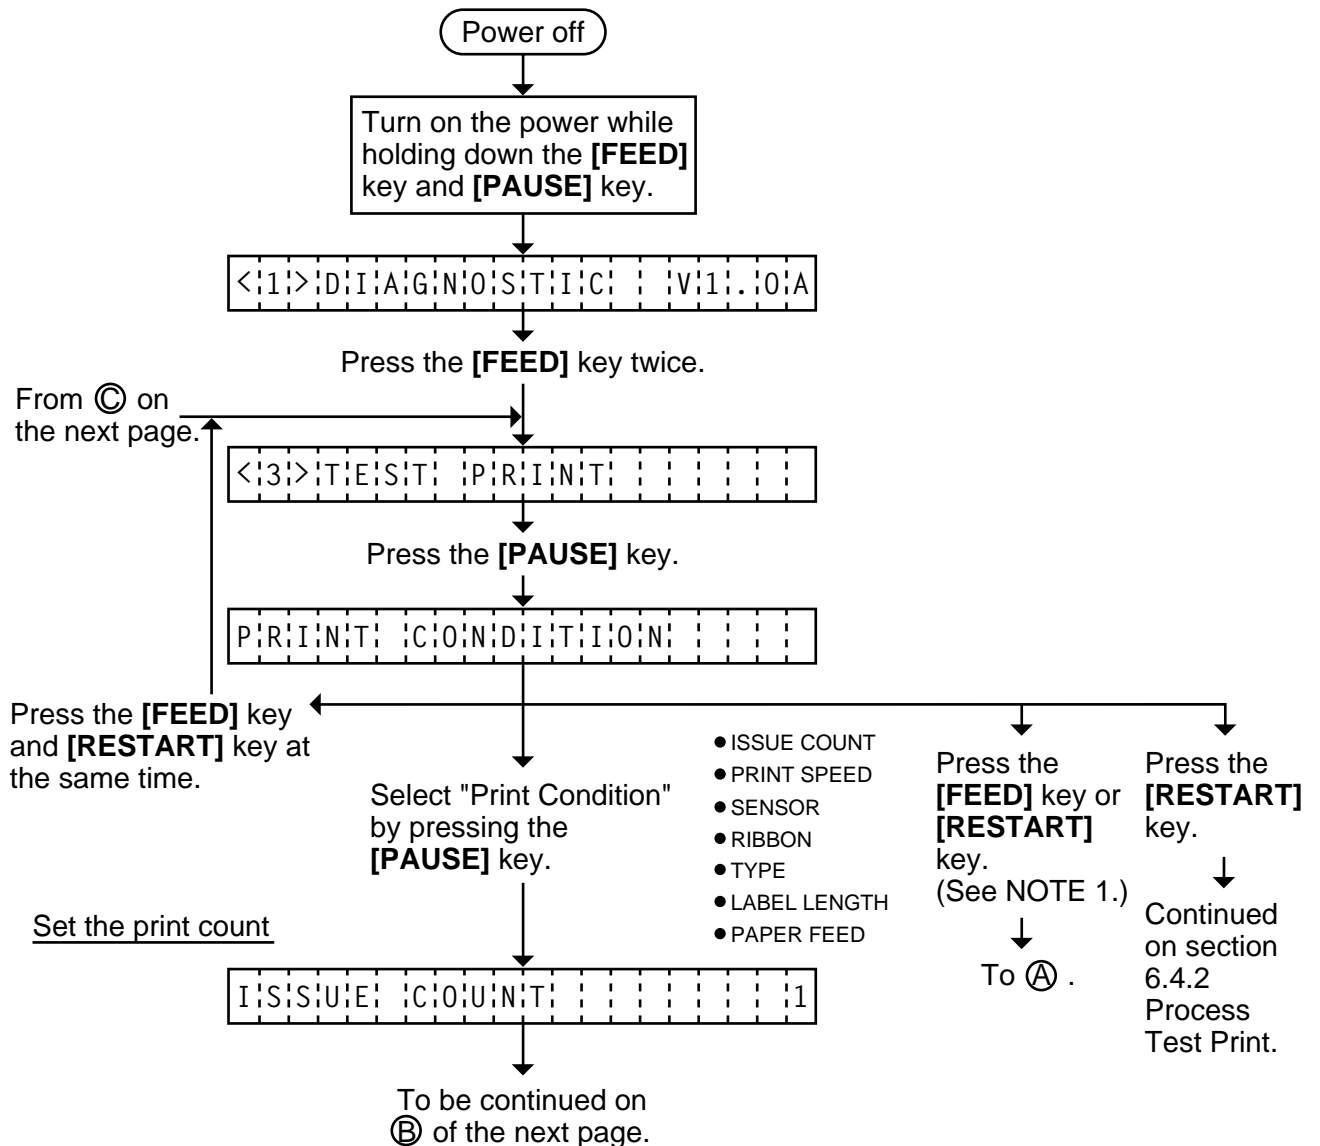 Power off
Turn on the power while
holding down the [FEED]
key and [PAUSE] key.
<1>DIAGNOSTIC  V1.0A
Press the [FEED] key twice.
From Ⓒ on
the next page.
<3>TEST PRINT
Press the [PAUSE] key.
PRINT CONDITION
Press the [FEED] key
and [RESTART] key at
the same time.
Select "Print Condition"
by pressing the
[PAUSE] key.
● ISSUE COUNT
● PRINT SPEED
● SENSOR
● RIBBON
● TYPE
● LABEL LENGTH
● PAPER FEED
Press the
[FEED] key or
[RESTART]
key.
(See NOTE 1.)
To Ⓐ .
Press the
[RESTART]
key.
Continued
on section
6.4.2
Process
Test Print.
Set the print count
ISSUE COUNT        1
To be continued on
Ⓑ of the next page.